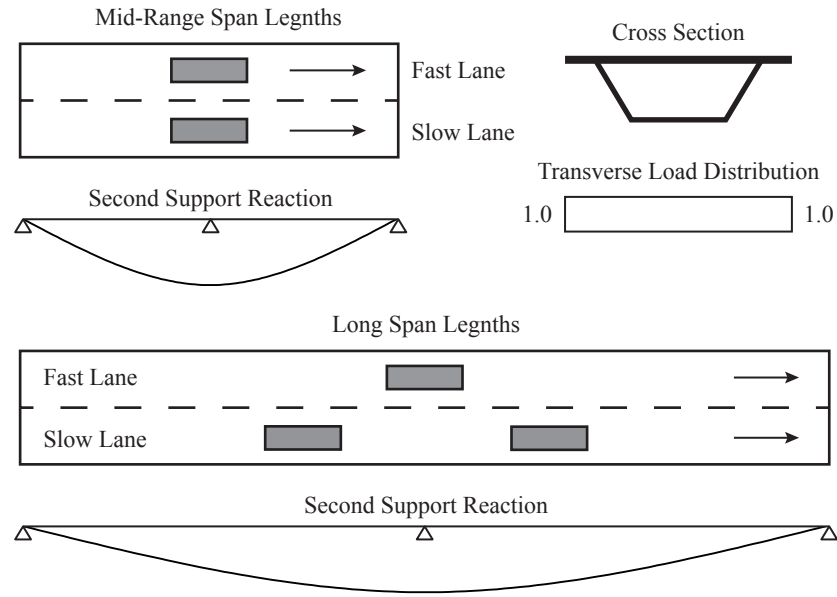 Mid-Range Span Legnths
Fast Lane
Slow Lane
Cross Section
Second Support Reaction
Transverse Load Distribution
1.0 1.0
Long Span Legnths
Fast Lane
Slow Lane
Second Support Reaction